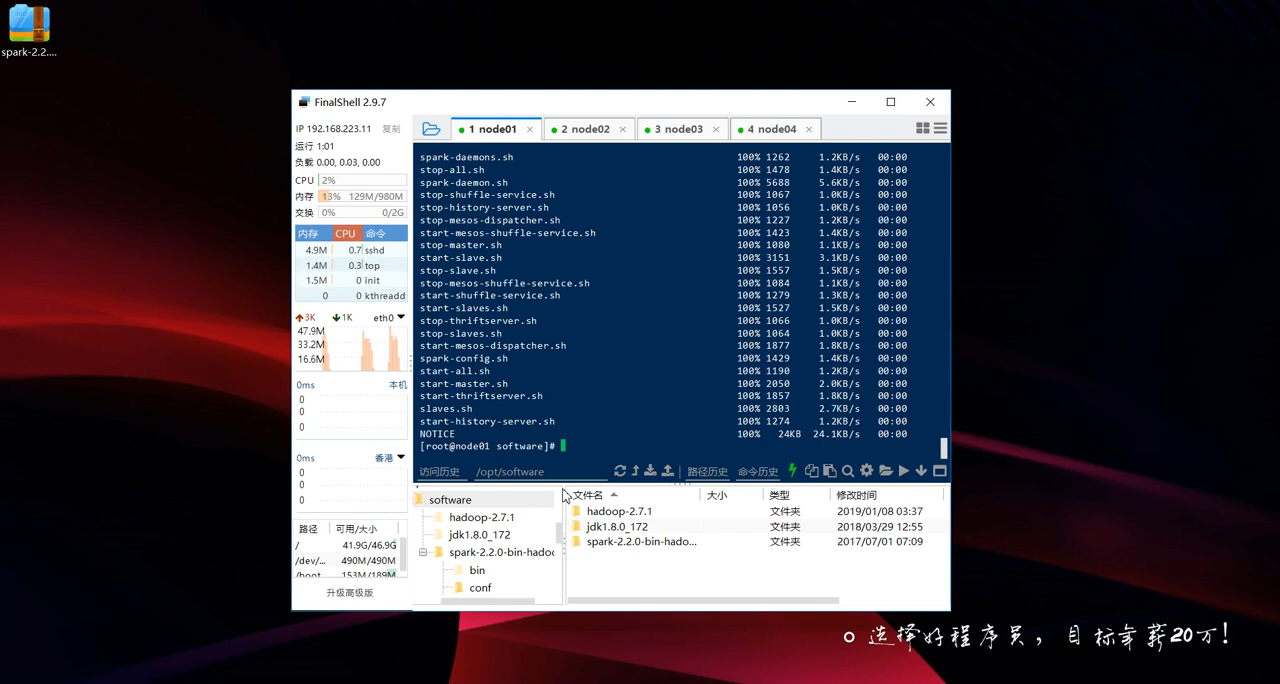 spark-2.2....
FinalShell 2.9.7
IP 192.168.223.11 复制
运行 1:01
负载 0.00, 0.03, 0.00
CPU 2%
内存 13% 129M/980M
交换 0% 0/2G
内存 CPU 命令
4.9M 0.7 sshd
1.4M 0.3 top
1.5M 0 init
0 0 kthreadd
3K 1K eth0
47.9M
33.2M
16.6M
0ms 本机
0
0
0
0ms 香港
0
0
0
路径 可用/大小
/ 41.9G/46.9G
/dev/... 490M/490M
/boot 153M/189M
升级高级版
1 node01
2 node02
3 node03
4 node04
spark-daemons.sh 100% 1262 1.2KB/s 00:00
stop-all.sh 100% 1478 1.4KB/s 00:00
spark-daemon.sh 100% 5688 5.6KB/s 00:00
stop-shuffle-service.sh 100% 1067 1.0KB/s 00:00
stop-history-server.sh 100% 1056 1.0KB/s 00:00
stop-mesos-dispatcher.sh 100% 1227 1.2KB/s 00:00
start-mesos-shuffle-service.sh 100% 1423 1.4KB/s 00:00
stop-master.sh 100% 1080 1.1KB/s 00:00
start-slave.sh 100% 3151 3.1KB/s 00:00
stop-slave.sh 100% 1557 1.5KB/s 00:00
stop-mesos-shuffle-service.sh 100% 1084 1.1KB/s 00:00
start-shuffle-service.sh 100% 1279 1.3KB/s 00:00
start-slaves.sh 100% 1527 1.5KB/s 00:00
stop-thriftserver.sh 100% 1066 1.0KB/s 00:00
stop-slaves.sh 100% 1064 1.0KB/s 00:00
start-mesos-dispatcher.sh 100% 1877 1.8KB/s 00:00
spark-config.sh 100% 1429 1.4KB/s 00:00
start-all.sh 100% 1190 1.2KB/s 00:00
start-master.sh 100% 2050 2.0KB/s 00:00
start-thriftserver.sh 100% 1857 1.8KB/s 00:00
slaves.sh 100% 2803 2.7KB/s 00:00
start-history-server.sh 100% 1274 1.2KB/s 00:00
NOTICE 100% 24KB 24.1KB/s 00:00
[root@node01 software]#
访问历史 /opt/software 路径历史 命令历史
software
hadoop-2.7.1
jdk1.8.0_172
spark-2.2.0-bin-hadoo
bin
conf
文件名 大小 类型 修改时间
hadoop-2.7.1 文件夹 2019/01/08 03:37
jdk1.8.0_172 文件夹 2018/03/29 12:55
spark-2.2.0-bin-hado... 文件夹 2017/07/01 07:09
选择好程序员，目标年薪20万！